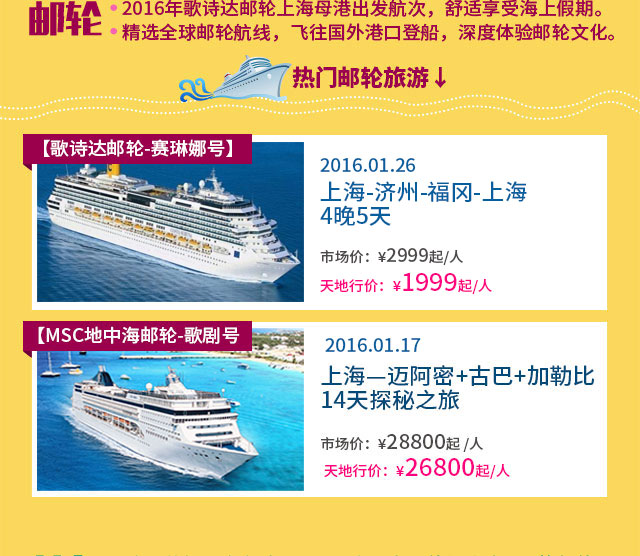 邮轮
• 2016年歌诗达邮轮上海母港出发航次，舒适享受海上假期。
• 精选全球邮轮航线，飞往国外港口登船，深度体验邮轮文化。
热门邮轮旅游↓
【歌诗达邮轮-赛琳娜号】
2016.01.26
上海-济州-福冈-上海
4晚5天
市场价：¥2999起/人
天地行价：¥1999起/人
【MSC地中海邮轮-歌剧号
2016.01.17
上海—迈阿密+古巴+加勒比
14天探秘之旅
市场价：¥28800起 /人
天地行价：¥26800起/人